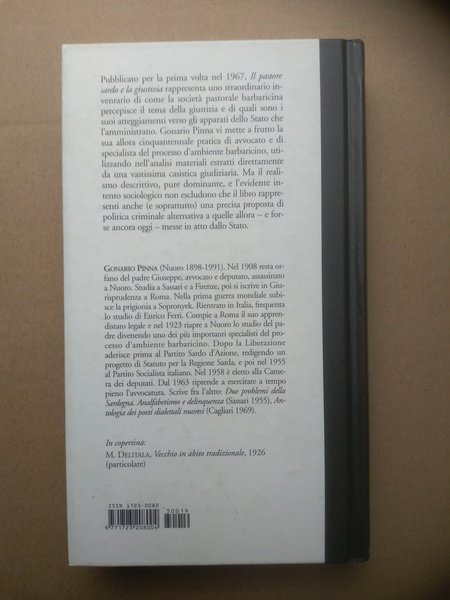 Pubblicato per la prima volta nel 1967, Il pastore
sardo e la giustizia rappresenta uno straordinario in-
ventario di come la società pastorale barbaricina
percepisce il tema della giustizia e di quali sono i
suoi atteggiamenti verso gli apparati dello Stato che
l'amministrano. Gonario Pinna vi mette a frutto la
sua allora cinquantennale pratica di avvocato e di
specialista del processo d'ambiente barbaricino, uti-
lizzando nell'analisi materiali estratti direttamente
da una vastissima casistica giudiziaria. Ma il reali-
smo descrittivo, pure dominante, e l'evidente in-
tento sociologico non escludono che il libro rappre-
senti anche (e soprattutto) una precisa proposta di
politica criminale alternativa a quelle allora – e for-
se ancora oggi – messe in atto dallo Stato.
GONARIO PINNA (Nuoro 1898-1991). Nel 1908 resta or-
fano del padre Giuseppe, avvocato e deputato, assassinato
a Nuoro. Studia a Sassari e a Firenze, poi si iscrive in Giu-
risprudenza a Roma. Nella prima guerra mondiale subi-
sce la prigionia a Sopronyek. Rientrato in Italia, frequenta
lo studio di Enrico Ferri. Compie a Roma il suo appren-
distato legale e nel 1923 riapre a Nuoro lo studio del pa-
dre divenendo uno dei più importanti specialisti del pro-
cesso d'ambiente barbaricino. Dopo la Liberazione
aderisce prima al Partito Sardo d'Azione, redigendo un
progetto di Statuto per la Regione Sarda, e poi nel 1955
al Partito Socialista italiano. Nel 1958 è eletto alla Came-
ra dei deputati. Dal 1963 riprende a esercitare a tempo
pieno l'avvocatura. Scrive fra l'altro: Due problemi della
Sardegna. Analfabetismo e delinquenza (Sassari 1955), An-
tologia dei poeti dialettali nuoresi (Cagliari 1969).
In copertina:
M. DELITALA, Vecchio in abito tradizionale, 1926
(particolare)
ISSN 1723-2082
30019
9 771723 208004